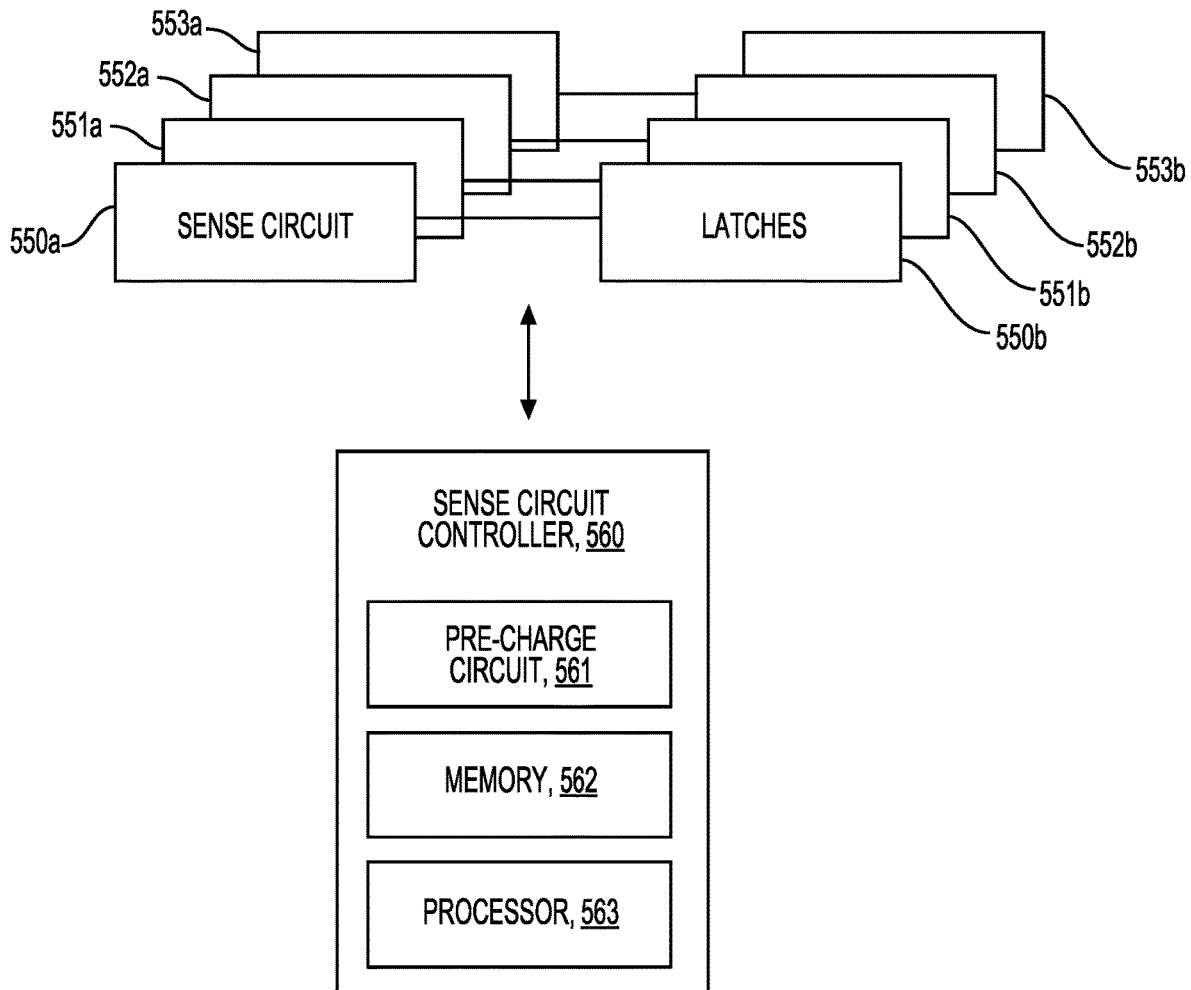 553a
552a
551a
550a
SENSE CIRCUIT
LATCHES
553b
552b
551b
550b
SENSE CIRCUIT
CONTROLLER, 560
PRE-CHARGE
CIRCUIT, 561
MEMORY, 562
PROCESSOR, 563